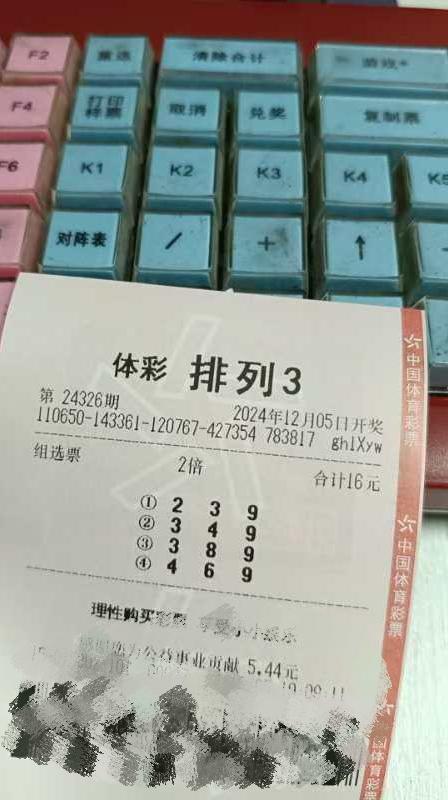 F2 重选 清除合计 游戏*
F4 打印样票 取消 兑奖 复制票
F6 K1 K2 K3 K4 K5
对阵表 / + ↑
体彩 排列3
第 24326期 2024年12月05日开奖
110650-143361-120767-427354 783817 ghlXyw
组选票 2倍 合计16元
① 2 3 9
② 3 4 9
③ 3 8 9
④ 4 6 9
理性购买彩票
公益事业贡献 5.44元
中国体育彩票
中国体育彩票
中国体育彩票